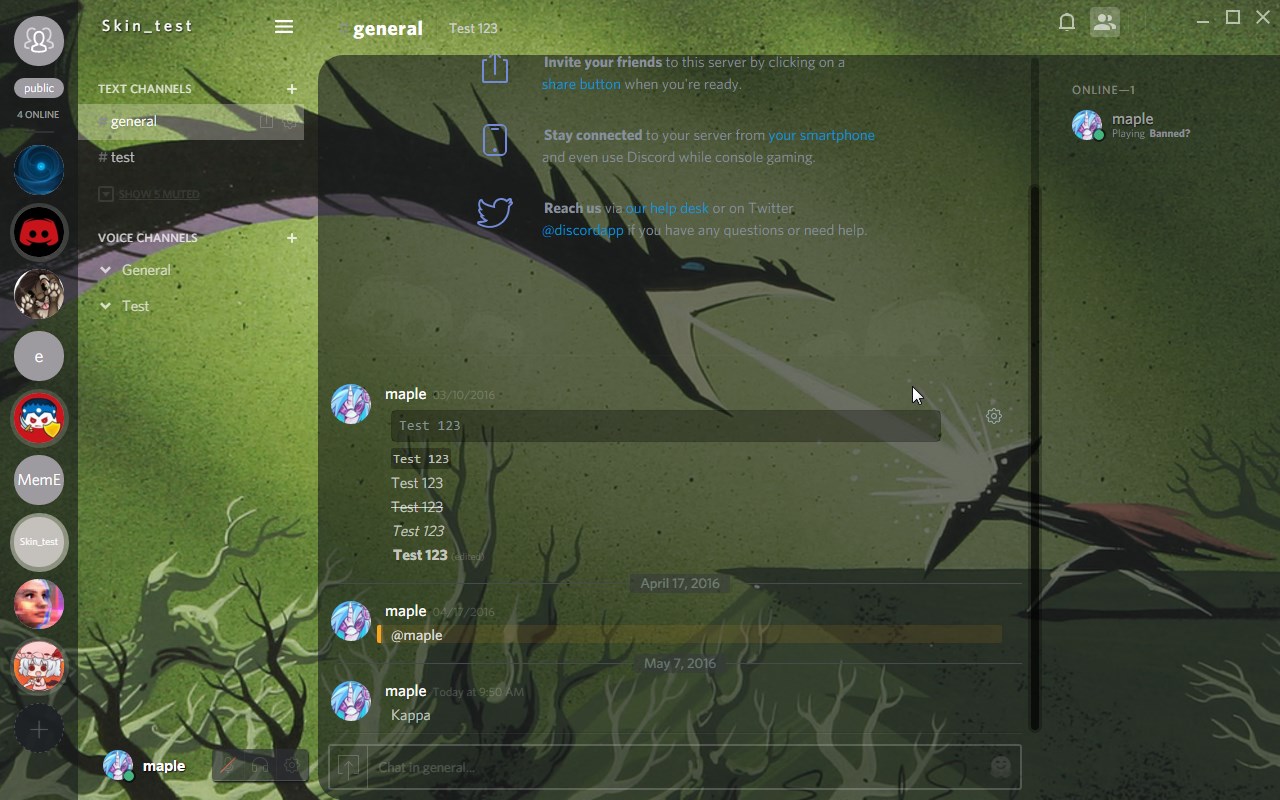 Skin_test
# general
Test 123
public
4 ONLINE
e
MemE
Skin_test
TEXT CHANNELS
# general
# test
SHOW 5 MUTED
VOICE CHANNELS
General
Test
maple
Invite your friends to this server by clicking on a
share button when you're ready.
Stay connected to your server from your smartphone
and even use Discord while console gaming.
Reach us via our help desk or on Twitter
@discordapp if you have any questions or need help.
maple 03/10/2016
Test 123
Test 123
Test 123
Test 123
Test 123
Test 123 (edited)
April 17, 2016
maple 04/17/2016
@maple
May 7, 2016
maple Today at 9:50 AM
Kappa
Chat in general...
ONLINE—1
maple
Playing Banned?